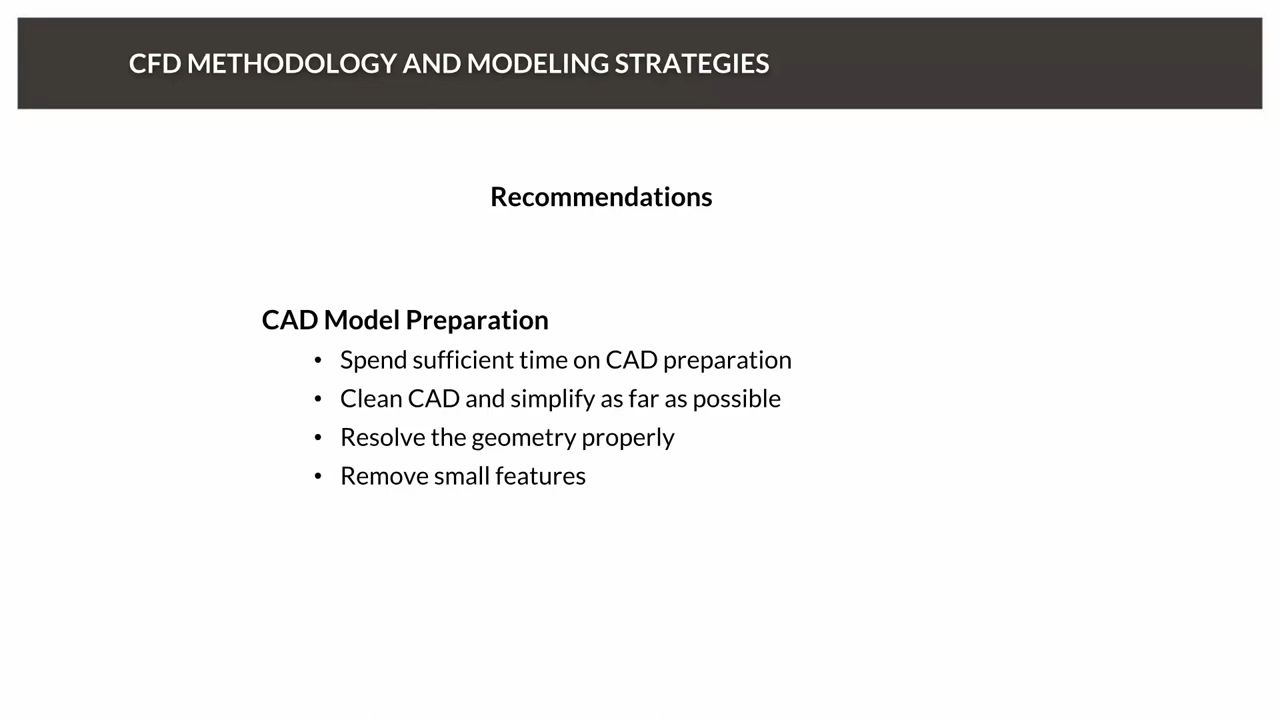 CFD METHODOLOGY AND MODELING STRATEGIES
Recommendations
CAD Model Preparation
• Spend sufficient time on CAD preparation
• Clean CAD and simplify as far as possible
• Resolve the geometry properly
• Remove small features